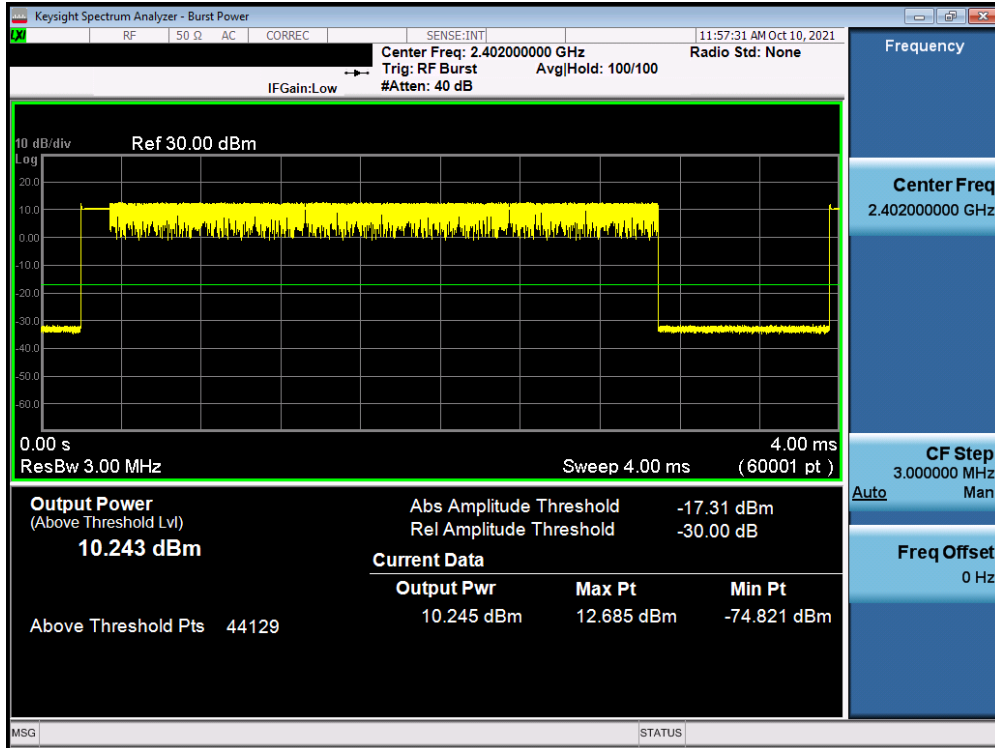 Keysight Spectrum Analyzer - Burst Power
LXI RF 50 Ω AC CORREC SENSE:INT 11:57:31 AM Oct 10, 2021
Center Freq: 2.402000000 GHz Radio Std: None
Trig: RF Burst Avg|Hold: 100/100
IFGain:Low #Atten: 40 dB
Frequency
10 dB/div Ref 30.00 dBm
Log
20.0
10.0
0.00
-10.0
-20.0
-30.0
-40.0
-50.0
-60.0
0.00 s 4.00 ms
ResBw 3.00 MHz Sweep 4.00 ms (60001 pt)
Center Freq
2.402000000 GHz
CF Step
3.000000 MHz
Auto Man
Freq Offset
0 Hz
Output Power
(Above Threshold Lvl)
10.243 dBm
Above Threshold Pts 44129
Abs Amplitude Threshold -17.31 dBm
Rel Amplitude Threshold -30.00 dB
Current Data
Output Pwr Max Pt Min Pt
10.245 dBm 12.685 dBm -74.821 dBm
MSG STATUS